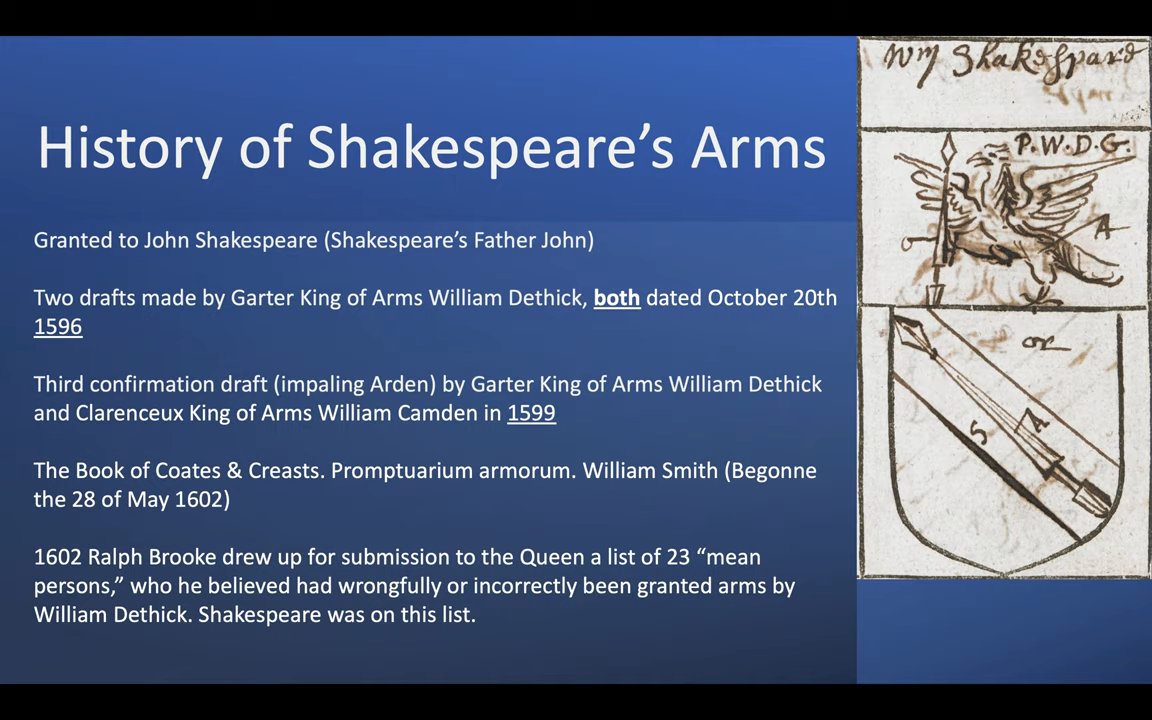 History of Shakespeare's Arms
Granted to John Shakespeare (Shakespeare's Father John)
Two drafts made by Garter King of Arms William Dethick, both dated October 20th
1596
Third confirmation draft (impaling Arden) by Garter King of Arms William Dethick
and Clarenceux King of Arms William Camden in 1599
The Book of Coates & Creasts. Promptuarium armorum. William Smith (Begonne
the 28 of May 1602)
1602 Ralph Brooke drew up for submission to the Queen a list of 23 “mean
persons,” who he believed had wrongfully or incorrectly been granted arms by
William Dethick. Shakespeare was on this list.
Wm Shakespeare
P.W.D.G.
A
o
or
S
A